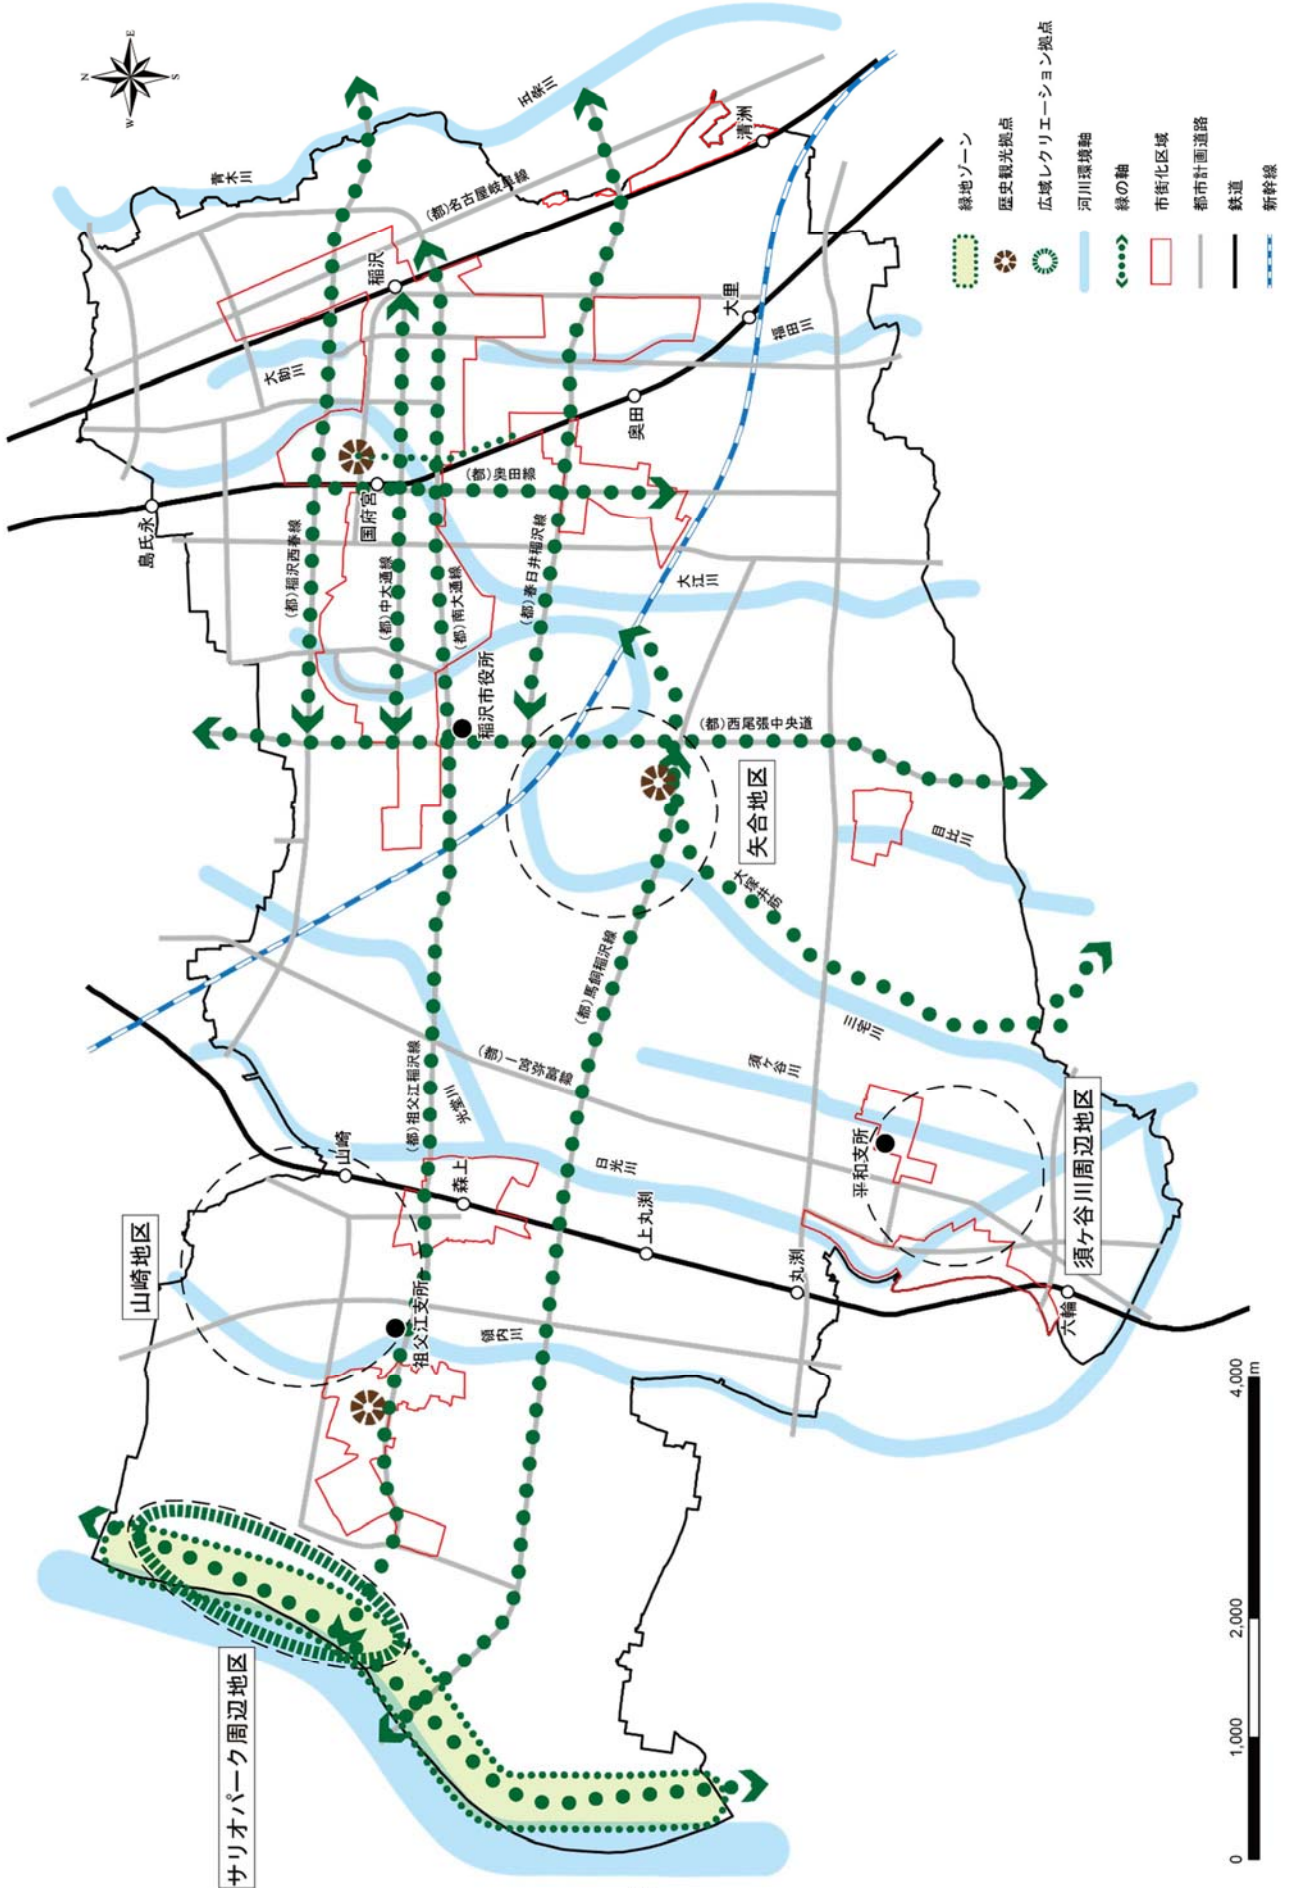 N
E
S
W
五条川
青木川
(都)名古屋岐阜線
清洲
稲沢
大助川
大里
福田川
奥田
(都)奥田線
国府宮
島氏永
(都)稲沢西春線
(都)中大通線
(都)南大通線
(都)春日井稲沢線
大江川
稲沢市役所
(都)西尾張中央道
矢合地区
目比川
大塚井筋
(都)馬飼稲沢線
三宅川
須ケ谷川
(都)一宮弥富線
(都)祖父江稲沢線
光堂川
日光川
山崎
森上
上丸渕
丸渕
平和支所
須ケ谷川周辺地区
六輪
山崎地区
祖父江支所
領内川
サリオパーク周辺地区
緑地ゾーン
歴史観光拠点
広域レクリエーション拠点
河川環境軸
緑の軸
市街化区域
都市計画道路
鉄道
新幹線
0
1,000
2,000
4,000
m